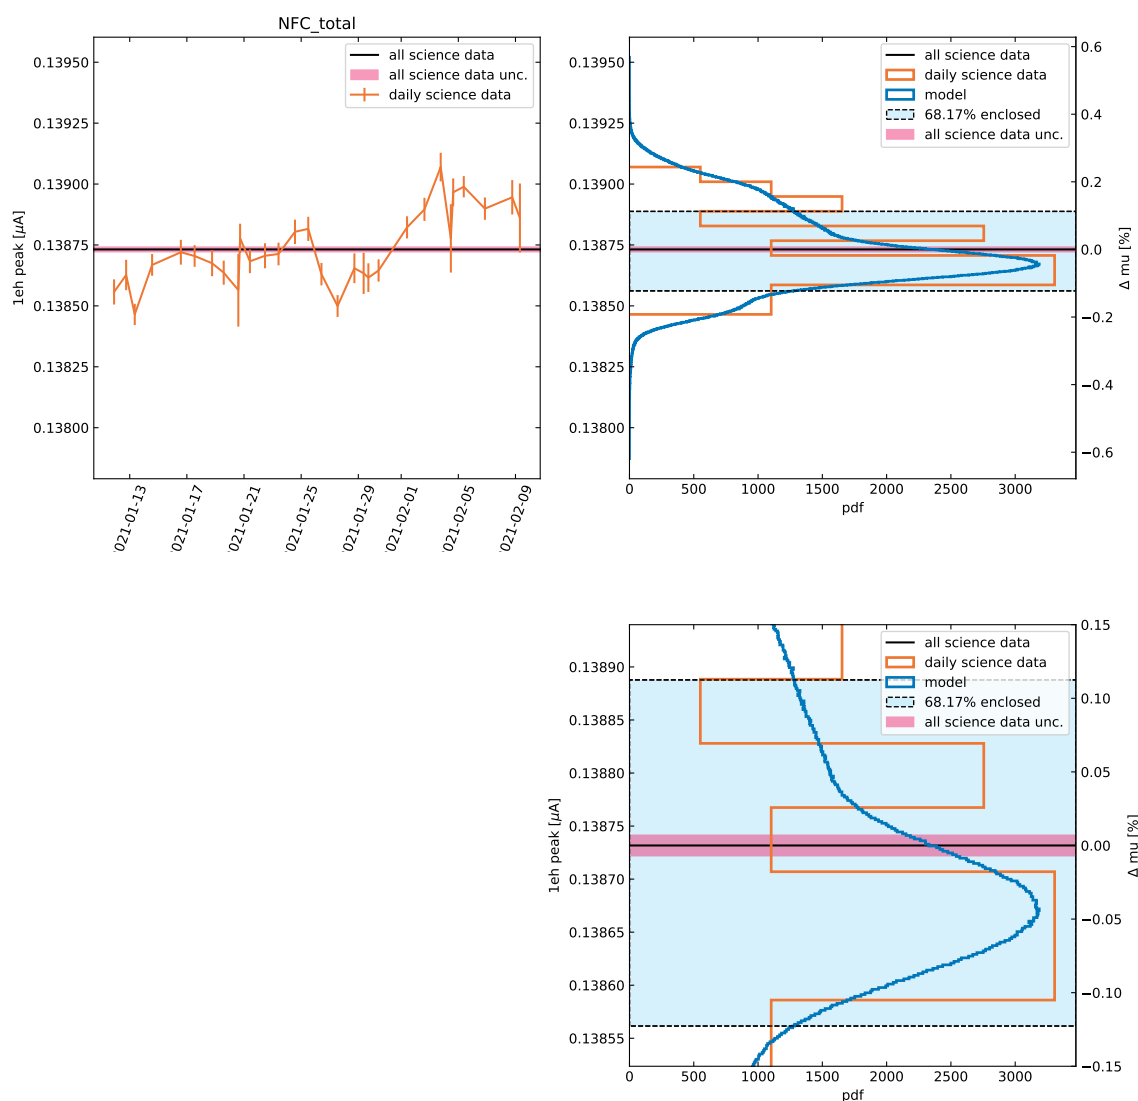 NFC_total
all science data
all science data unc.
daily science data
0.13950
0.13925
0.13900
0.13875
0.13850
0.13825
0.13800
1eh peak [µA]
021-01-13
021-01-17
021-01-21
021-01-25
021-01-29
021-02-01
021-02-05
021-02-09
all science data
daily science data
model
68.17% enclosed
all science data unc.
0.13950
0.13925
0.13900
0.13875
0.13850
0.13825
0.13800
0.6
0.4
0.2
0.0
−0.2
−0.4
−0.6
Δ mu [%]
0 500 1000 1500 2000 2500 3000
pdf
all science data
daily science data
model
68.17% enclosed
all science data unc.
0.13890
0.13885
0.13880
0.13875
0.13870
0.13865
0.13860
0.13855
1eh peak [µA]
0.15
0.10
0.05
0.00
−0.05
−0.10
−0.15
Δ mu [%]
0 500 1000 1500 2000 2500 3000
pdf